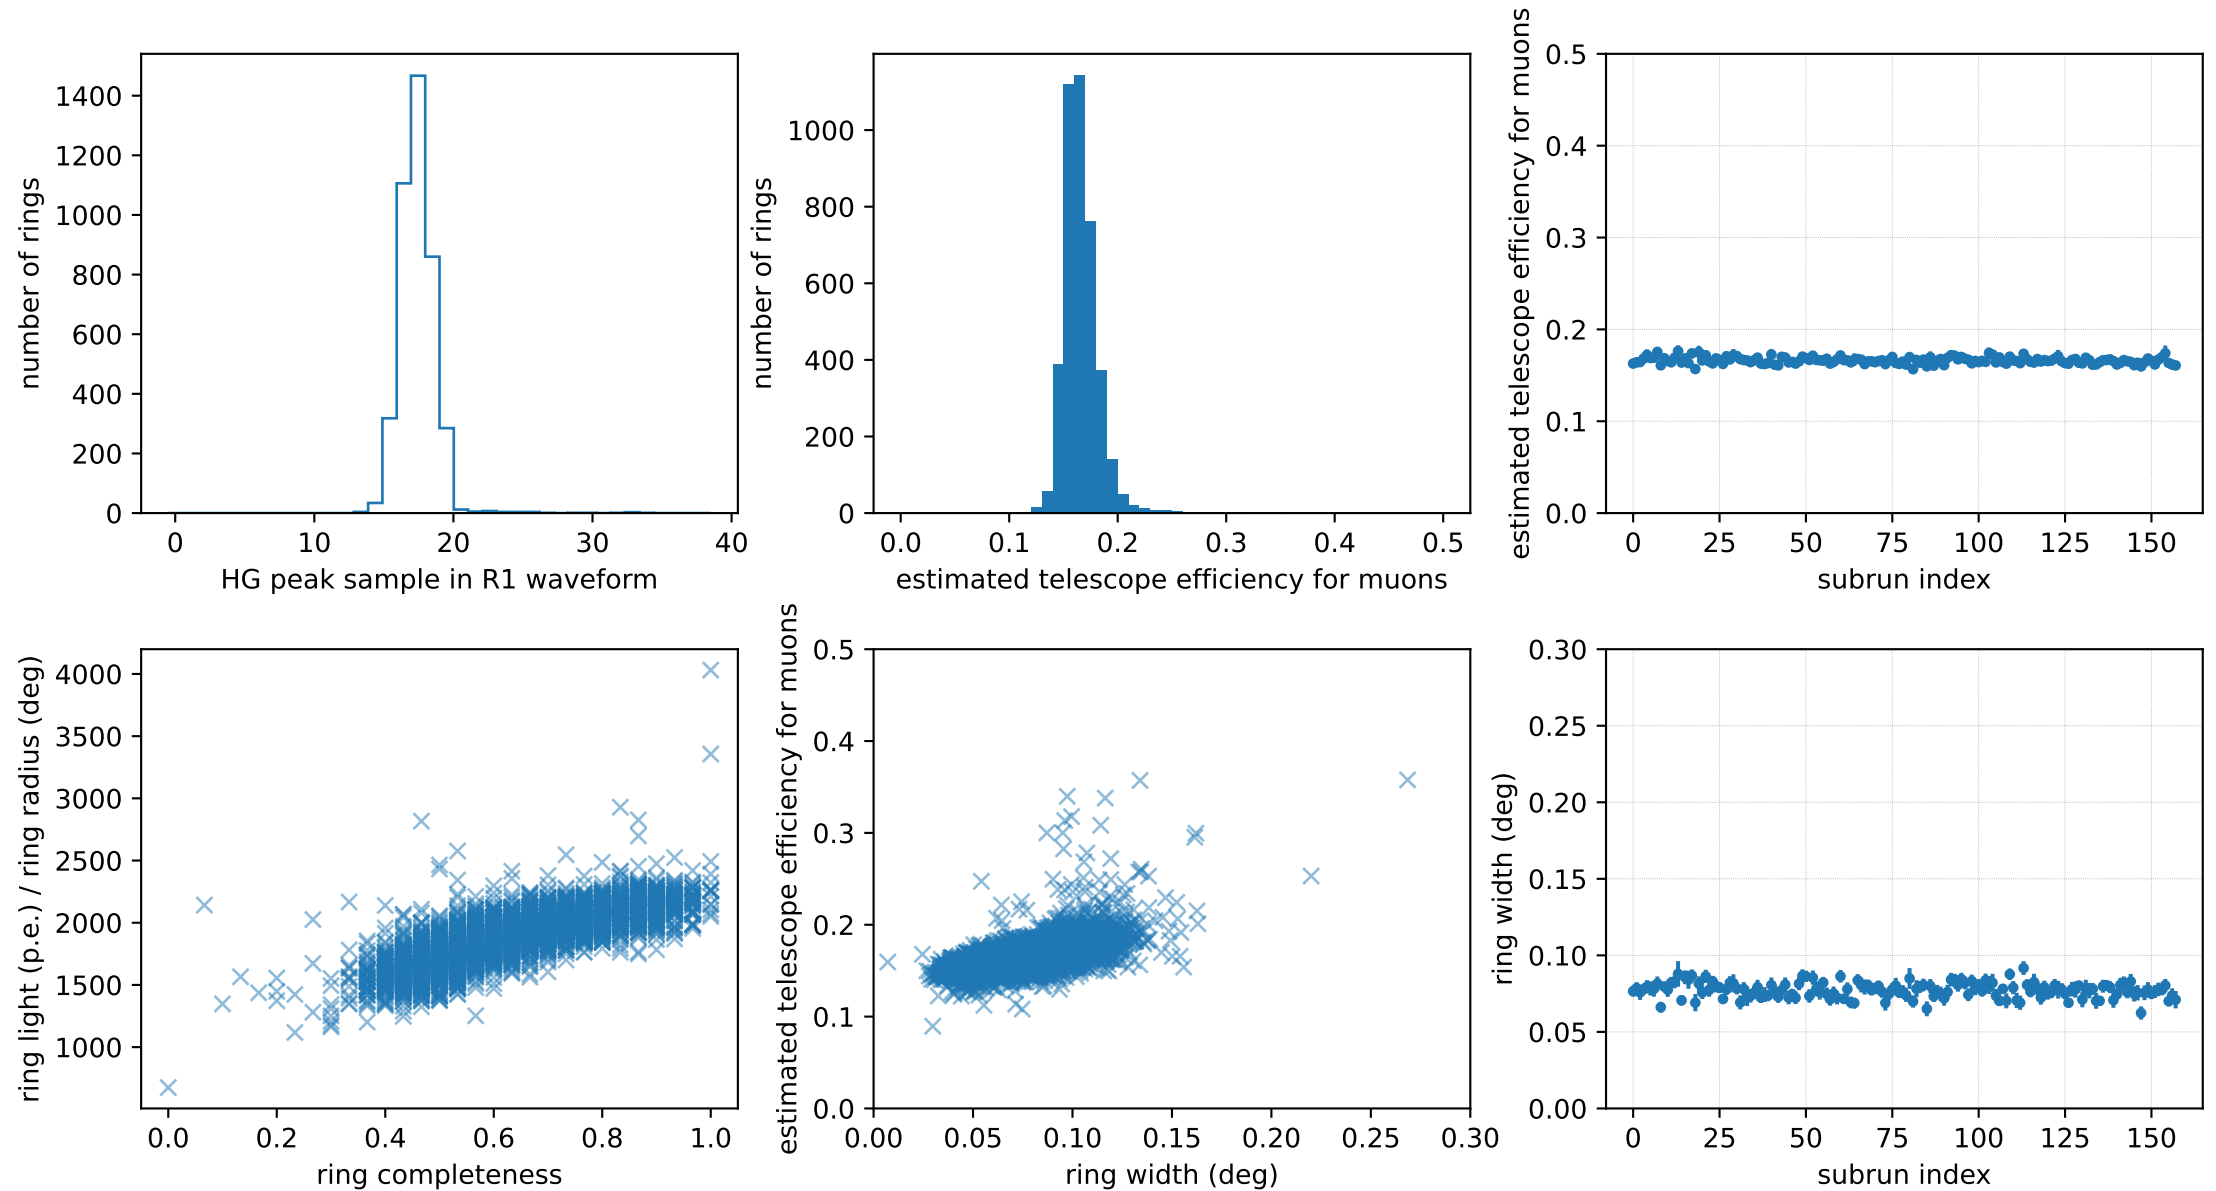 number of rings
1400
1200
1000
800
600
400
200
0
0 10 20 30 40
HG peak sample in R1 waveform
number of rings
1000
800
600
400
200
0
0.0 0.1 0.2 0.3 0.4 0.5
estimated telescope efficiency for muons
estimated telescope efficiency for muons
0.5
0.4
0.3
0.2
0.1
0.0
0 25 50 75 100 125 150
subrun index
ring light (p.e.) / ring radius (deg)
4000
3500
3000
2500
2000
1500
1000
0.0 0.2 0.4 0.6 0.8 1.0
ring completeness
estimated telescope efficiency for muons
0.5
0.4
0.3
0.2
0.1
0.0
0.00 0.05 0.10 0.15 0.20 0.25 0.30
ring width (deg)
ring width (deg)
0.30
0.25
0.20
0.15
0.10
0.05
0.00
0 25 50 75 100 125 150
subrun index